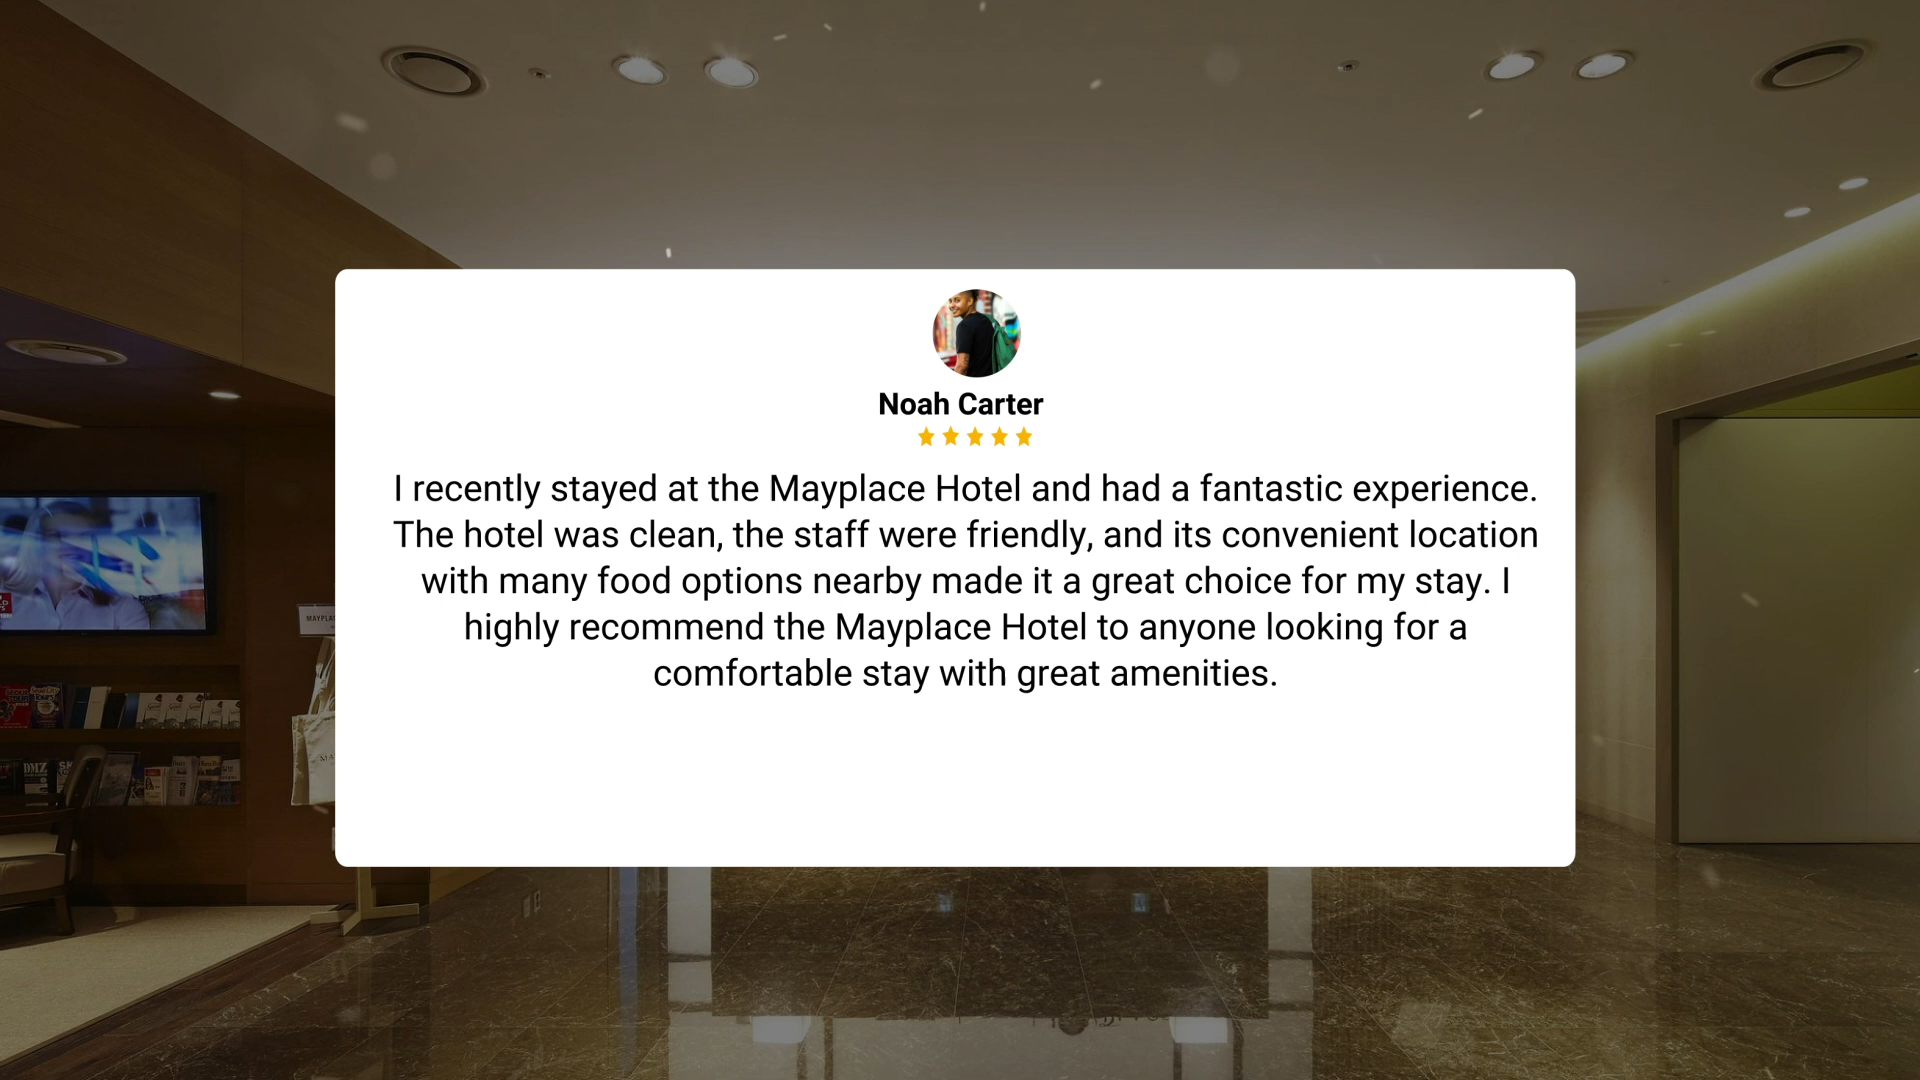 Noah Carter
I recently stayed at the Mayplace Hotel and had a fantastic experience.
The hotel was clean, the staff were friendly, and its convenient location
with many food options nearby made it a great choice for my stay. I
highly recommend the Mayplace Hotel to anyone looking for a
comfortable stay with great amenities.
MAYPLA
DMZ